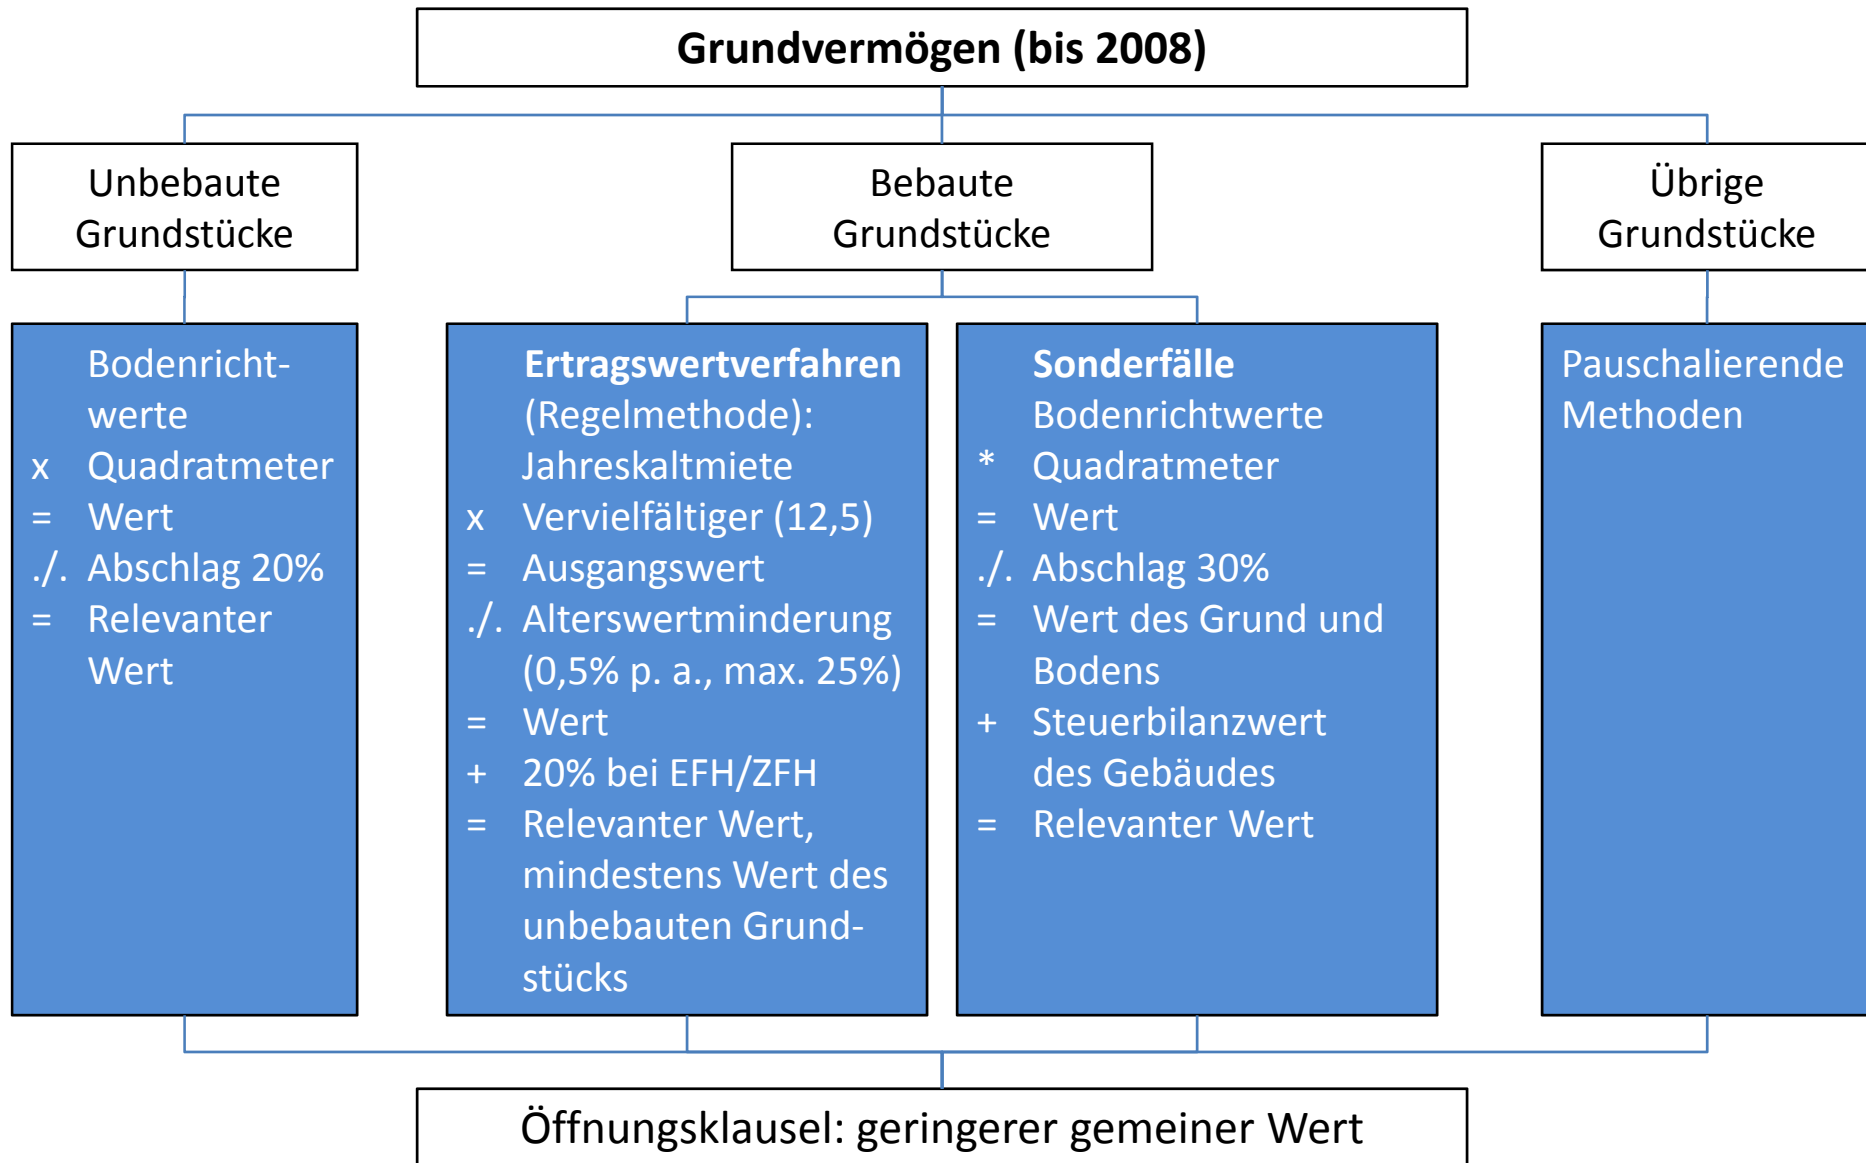 Grundvermögen (bis 2008)
Unbebaute
Grundstücke
Bebaute
Grundstücke
Übrige
Grundstücke
Bodenricht-
werte
x Quadratmeter
= Wert
./. Abschlag 20%
= Relevanter
Wert
Ertragswertverfahren
(Regelmethode):
Jahreskaltmiete
x Vervielfältiger (12,5)
= Ausgangswert
./. Alterswertminderung
(0,5% p. a., max. 25%)
= Wert
+ 20% bei EFH/ZFH
= Relevanter Wert,
mindestens Wert des
unbebauten Grund-
stücks
Sonderfälle
Bodenrichtwerte
* Quadratmeter
= Wert
./. Abschlag 30%
= Wert des Grund und
Bodens
+ Steuerbilanzwert
des Gebäudes
= Relevanter Wert
Pauschalierende
Methoden
Öffnungsklausel: geringerer gemeiner Wert